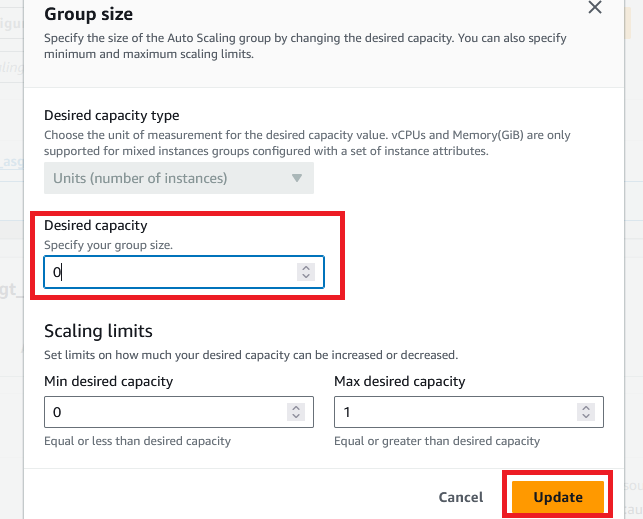 Group size
Specify the size of the Auto Scaling group by changing the desired capacity. You can also specify
minimum and maximum scaling limits.
Desired capacity type
Choose the unit of measurement for the desired capacity value. vCPUs and Memory(GiB) are only
supported for mixed instances groups configured with a set of instance attributes.
Units (number of instances)
Desired capacity
Specify your group size.
0
Scaling limits
Set limits on how much your desired capacity can be increased or decreased.
Min desired capacity
0
Equal or less than desired capacity
Max desired capacity
1
Equal or greater than desired capacity
Cancel
Update